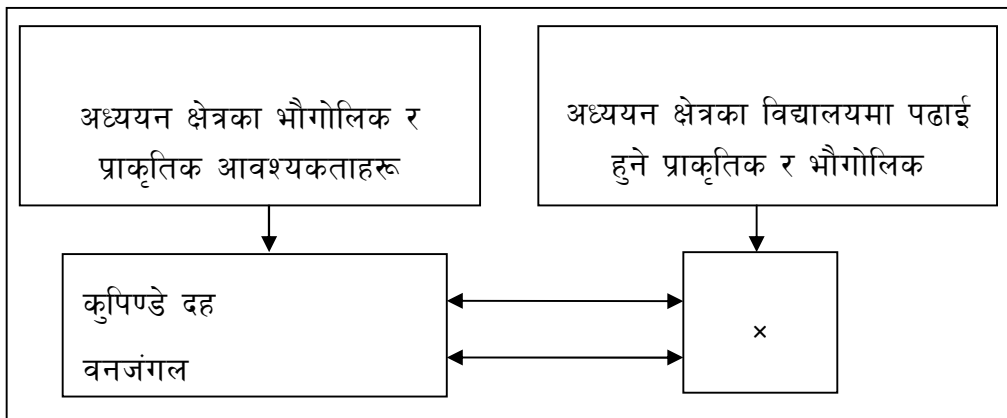 अध्ययन क्षेत्रका भौगोलिक र
प्राकृतिक आवश्यकताहरू
अध्ययन क्षेत्रका विद्यालयमा पढाई
हुने प्राकृतिक र भौगोलिक
कुपिण्डे दह
वनजंगल
×